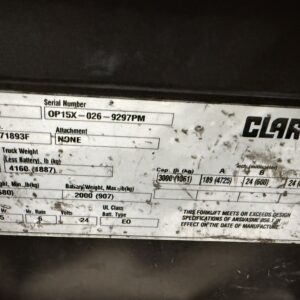 Serial Number
OP15X-026-9297PM
71893F
Attachment
NONE
CLAR
Truck Weight
(Less Battery), lb (kg)
4160 (1887)
Cap., lb (kg)
A
B
3000 (1361)
189 (4725)
24 (600)
24
Battery Weight, Max., lb (kg)
2000 (907)
UL Class
Batt. Type
24
EO
THIS FORKLIFT MEETS OR EXCEEDS DESIGN
SPECIFICATIONS OF ANSI/ASME B56.1 IN
EFFECT ON THE DATE OF MANUFACTURE.